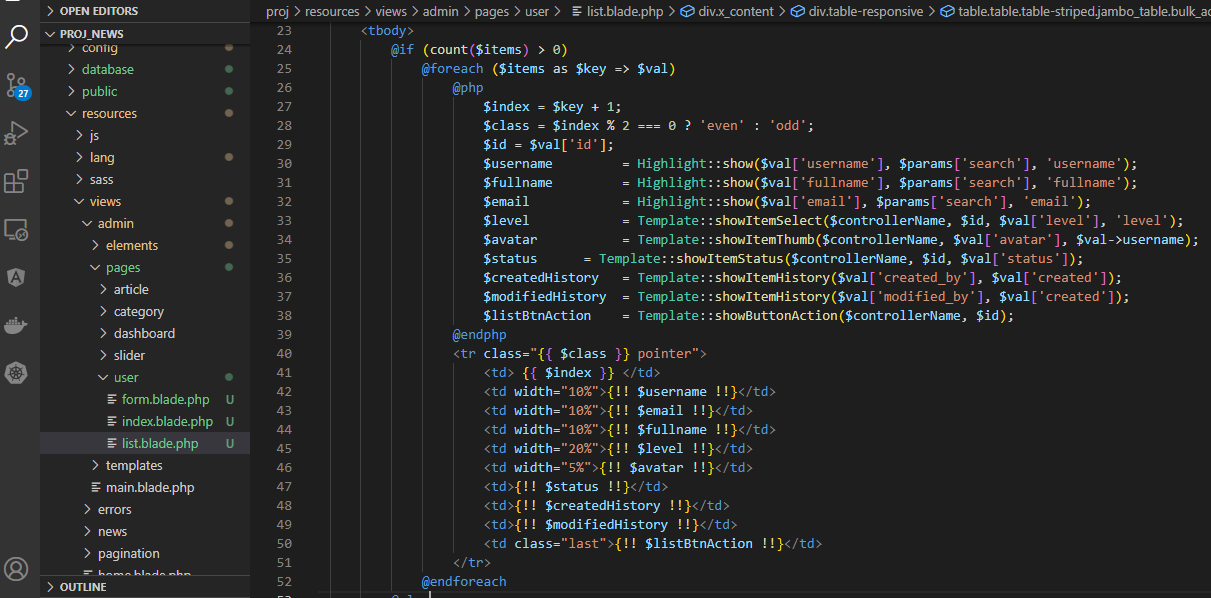 OPEN EDITORS
proj > resources > views > admin > pages > user > list.blade.php > div.x_content > div.table-responsive > table.table.table-striped.jambo_table.bulk_ac
PROJ_NEWS
config
database
public
resources
js
lang
sass
views
admin
elements
pages
article
category
dashboard
slider
user
form.blade.php U
index.blade.php U
list.blade.php U
templates
main.blade.php
errors
news
pagination
home.blade.php
OUTLINE
27
23 <tbody>
24 @if (count($items) > 0)
25 @foreach ($items as $key => $val)
26 @php
27 $index = $key + 1;
28 $class = $index % 2 === 0 ? 'even' : 'odd';
29 $id = $val['id'];
30 $username = Highlight::show($val['username'], $params['search'], 'username');
31 $fullname = Highlight::show($val['fullname'], $params['search'], 'fullname');
32 $email = Highlight::show($val['email'], $params['search'], 'email');
33 $level = Template::showItemSelect($controllerName, $id, $val['level'], 'level');
34 $avatar = Template::showItemThumb($controllerName, $val['avatar'], $val->username);
35 $status = Template::showItemStatus($controllerName, $id, $val['status']);
36 $createdHistory = Template::showItemHistory($val['created_by'], $val['created']);
37 $modifiedHistory = Template::showItemHistory($val['modified_by'], $val['created']);
38 $listBtnAction = Template::showButtonAction($controllerName, $id);
39 @endphp
40 <tr class="{{ $class }} pointer">
41 <td> {{ $index }} </td>
42 <td width="10%">{!! $username !!}</td>
43 <td width="10%">{!! $email !!}</td>
44 <td width="10%">{!! $fullname !!}</td>
45 <td width="20%">{!! $level !!}</td>
46 <td width="5%">{!! $avatar !!}</td>
47 <td>{!! $status !!}</td>
48 <td>{!! $createdHistory !!}</td>
49 <td>{!! $modifiedHistory !!}</td>
50 <td class="last">{!! $listBtnAction !!}</td>
51 </tr>
52 @endforeach